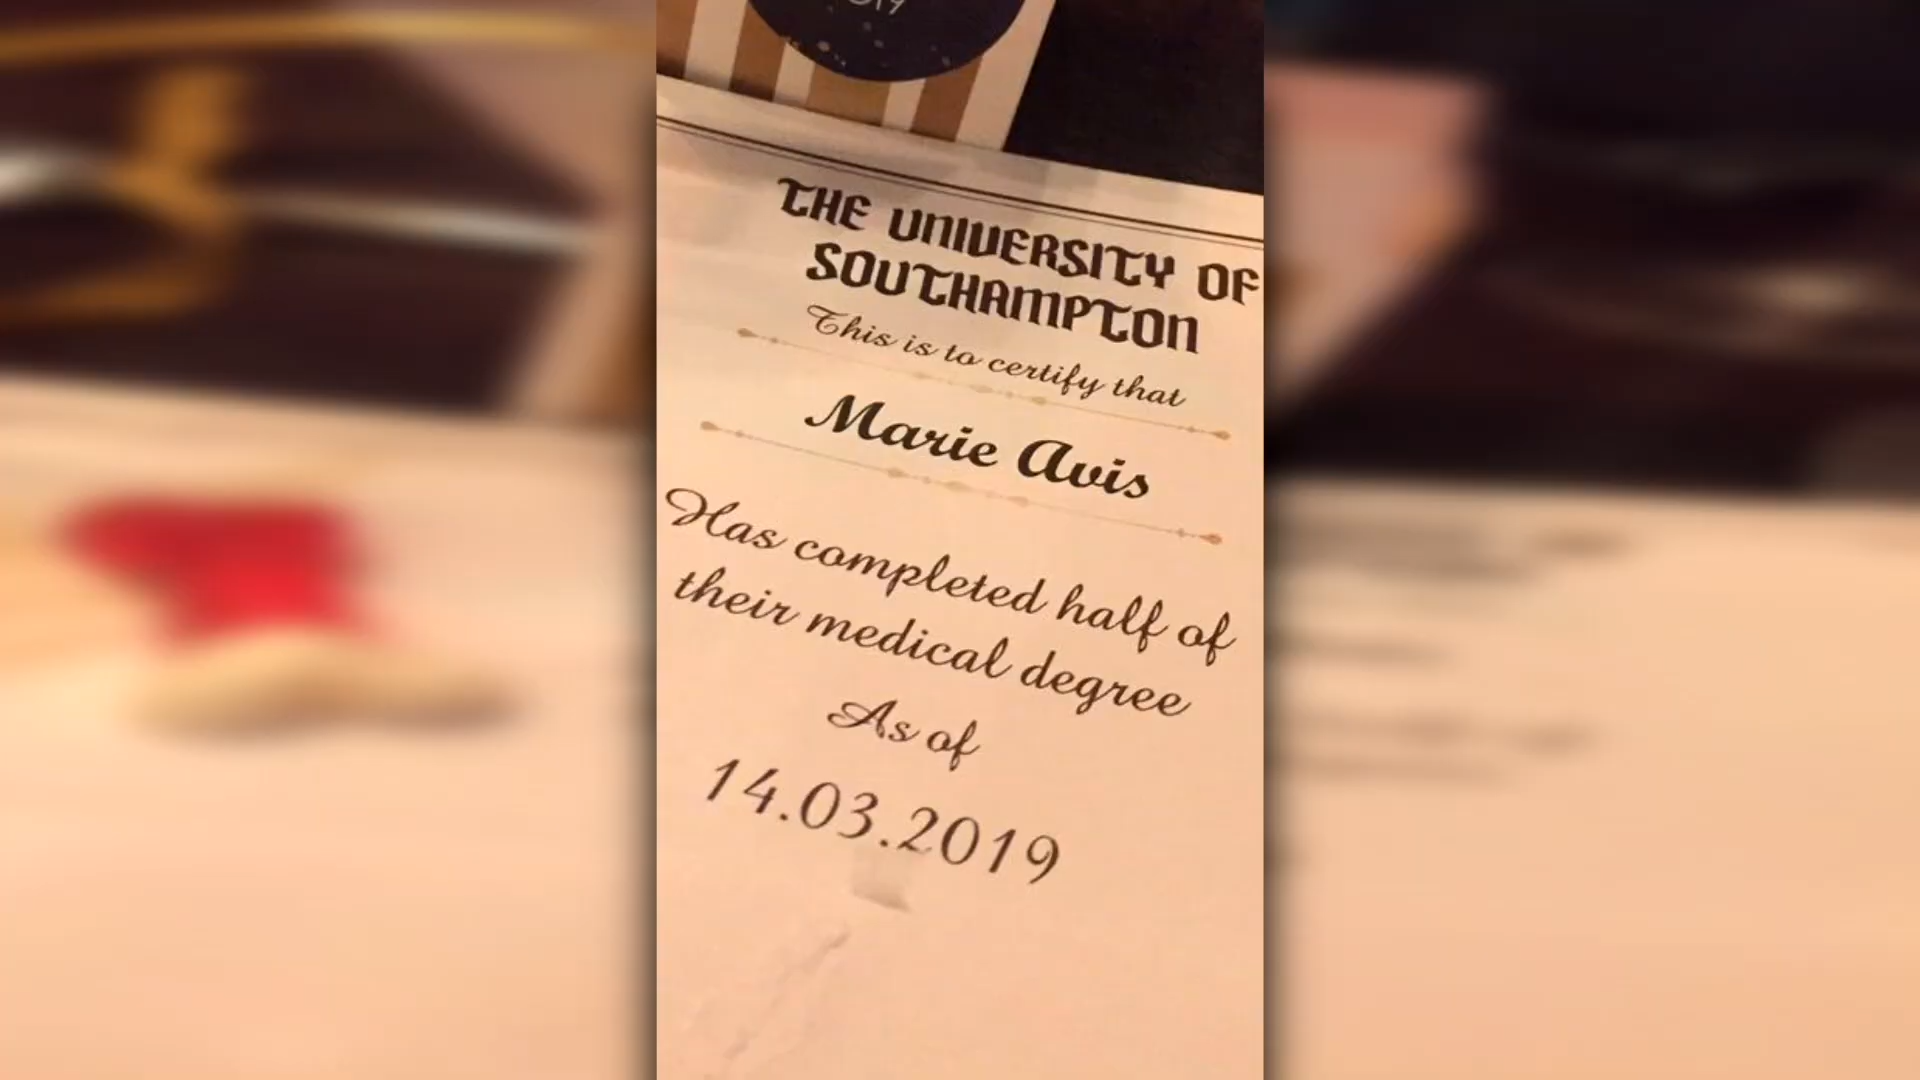 THE UNIVERSITY OF
SOUTHAMPTON
This is to certify that
Marie Avis
Has completed half of
their medical degree
As of
14.03.2019